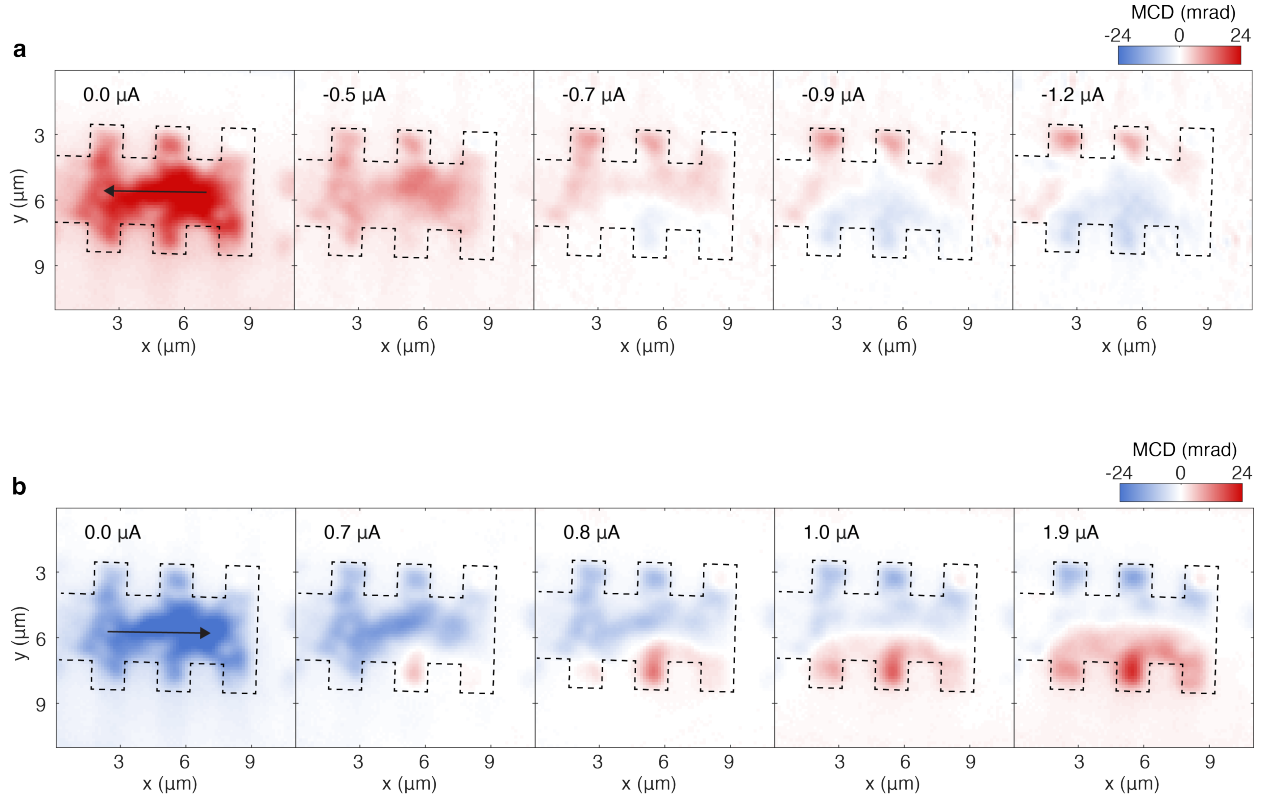 MCD (mrad)
-24 0 24
a
0.0 µA -0.5 µA -0.7 µA -0.9 µA -1.2 µA
3
6
9
y (µm)
3 6 9 3 6 9 3 6 9 3 6 9 3 6 9
x (µm) x (µm) x (µm) x (µm) x (µm)
MCD (mrad)
-24 0 24
b
0.0 µA 0.7 µA 0.8 µA 1.0 µA 1.9 µA
3
6
9
y (µm)
3 6 9 3 6 9 3 6 9 3 6 9 3 6 9
x (µm) x (µm) x (µm) x (µm) x (µm)